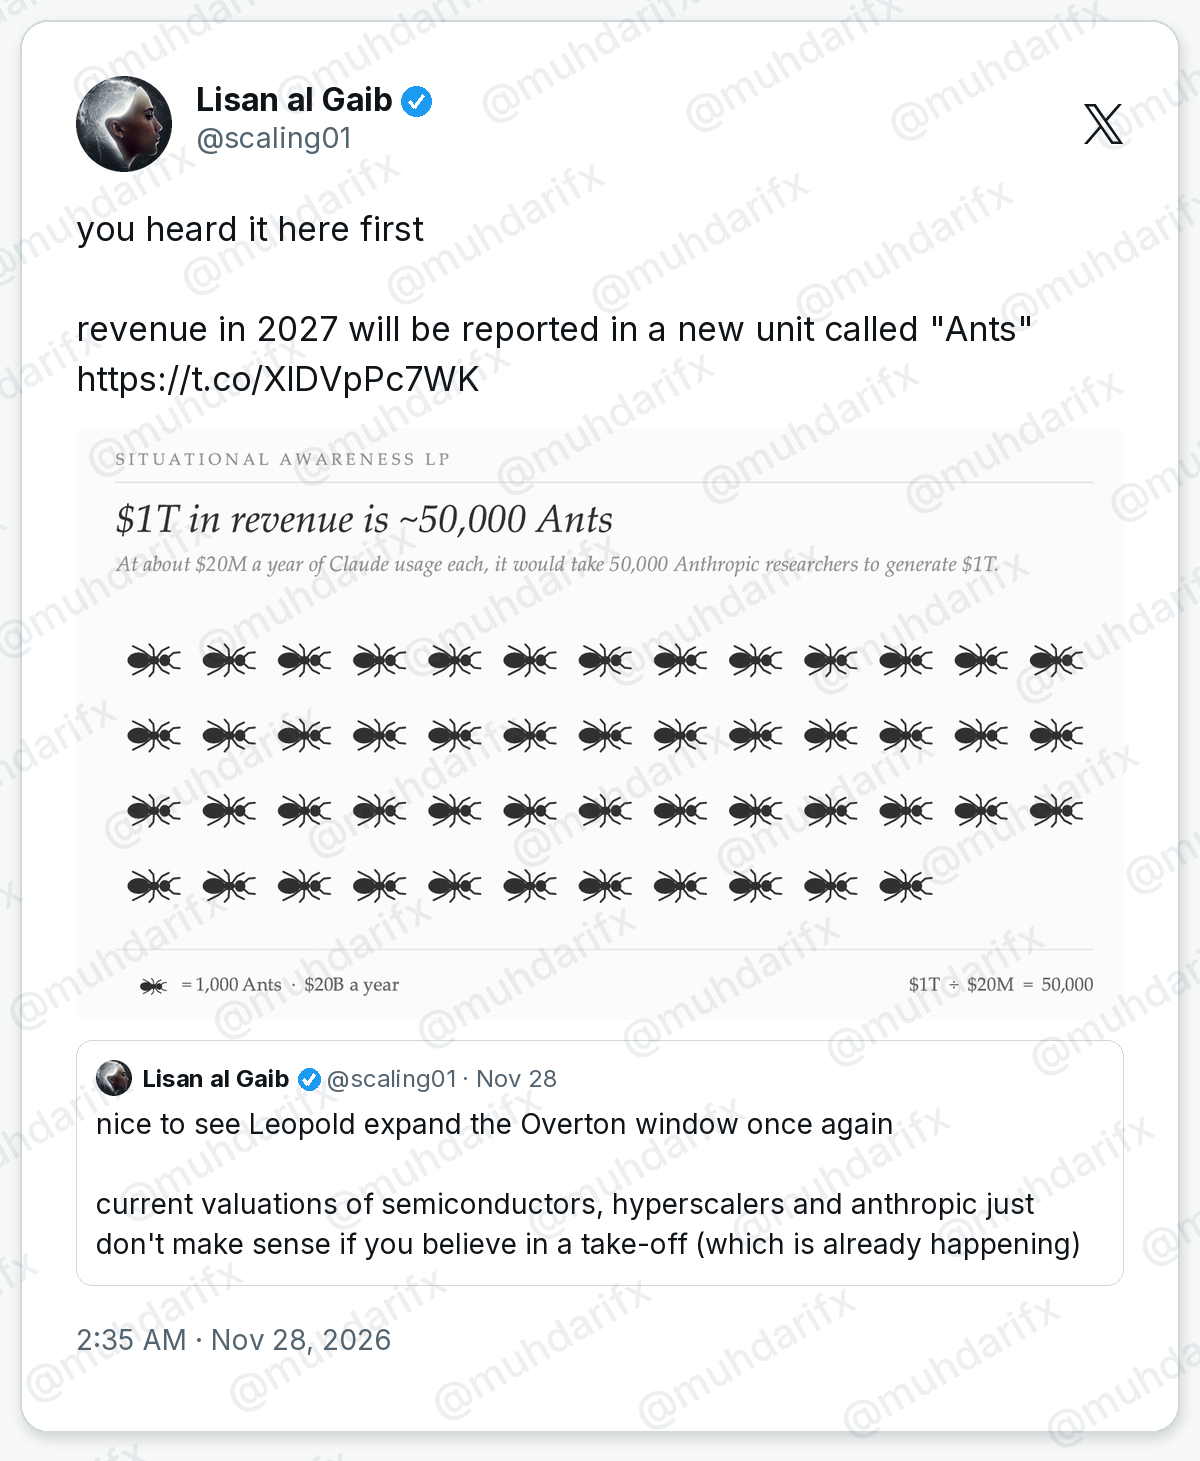 Lisan al Gaib
@scaling01
you heard it here first
revenue in 2027 will be reported in a new unit called "Ants"
https://t.co/XIDVpPc7WK
SITUATIONAL AWARENESS LP
$1T in revenue is ~50,000 Ants
At about $20M a year of Claude usage each, it would take 50,000 Anthropic researchers to generate $1T.
= 1,000 Ants · $20B a year
$1T ÷ $20M = 50,000
Lisan al Gaib @scaling01 · Nov 28
nice to see Leopold expand the Overton window once again
current valuations of semiconductors, hyperscalers and anthropic just
don't make sense if you believe in a take-off (which is already happening)
2:35 AM · Nov 28, 2026
@muhdarifx